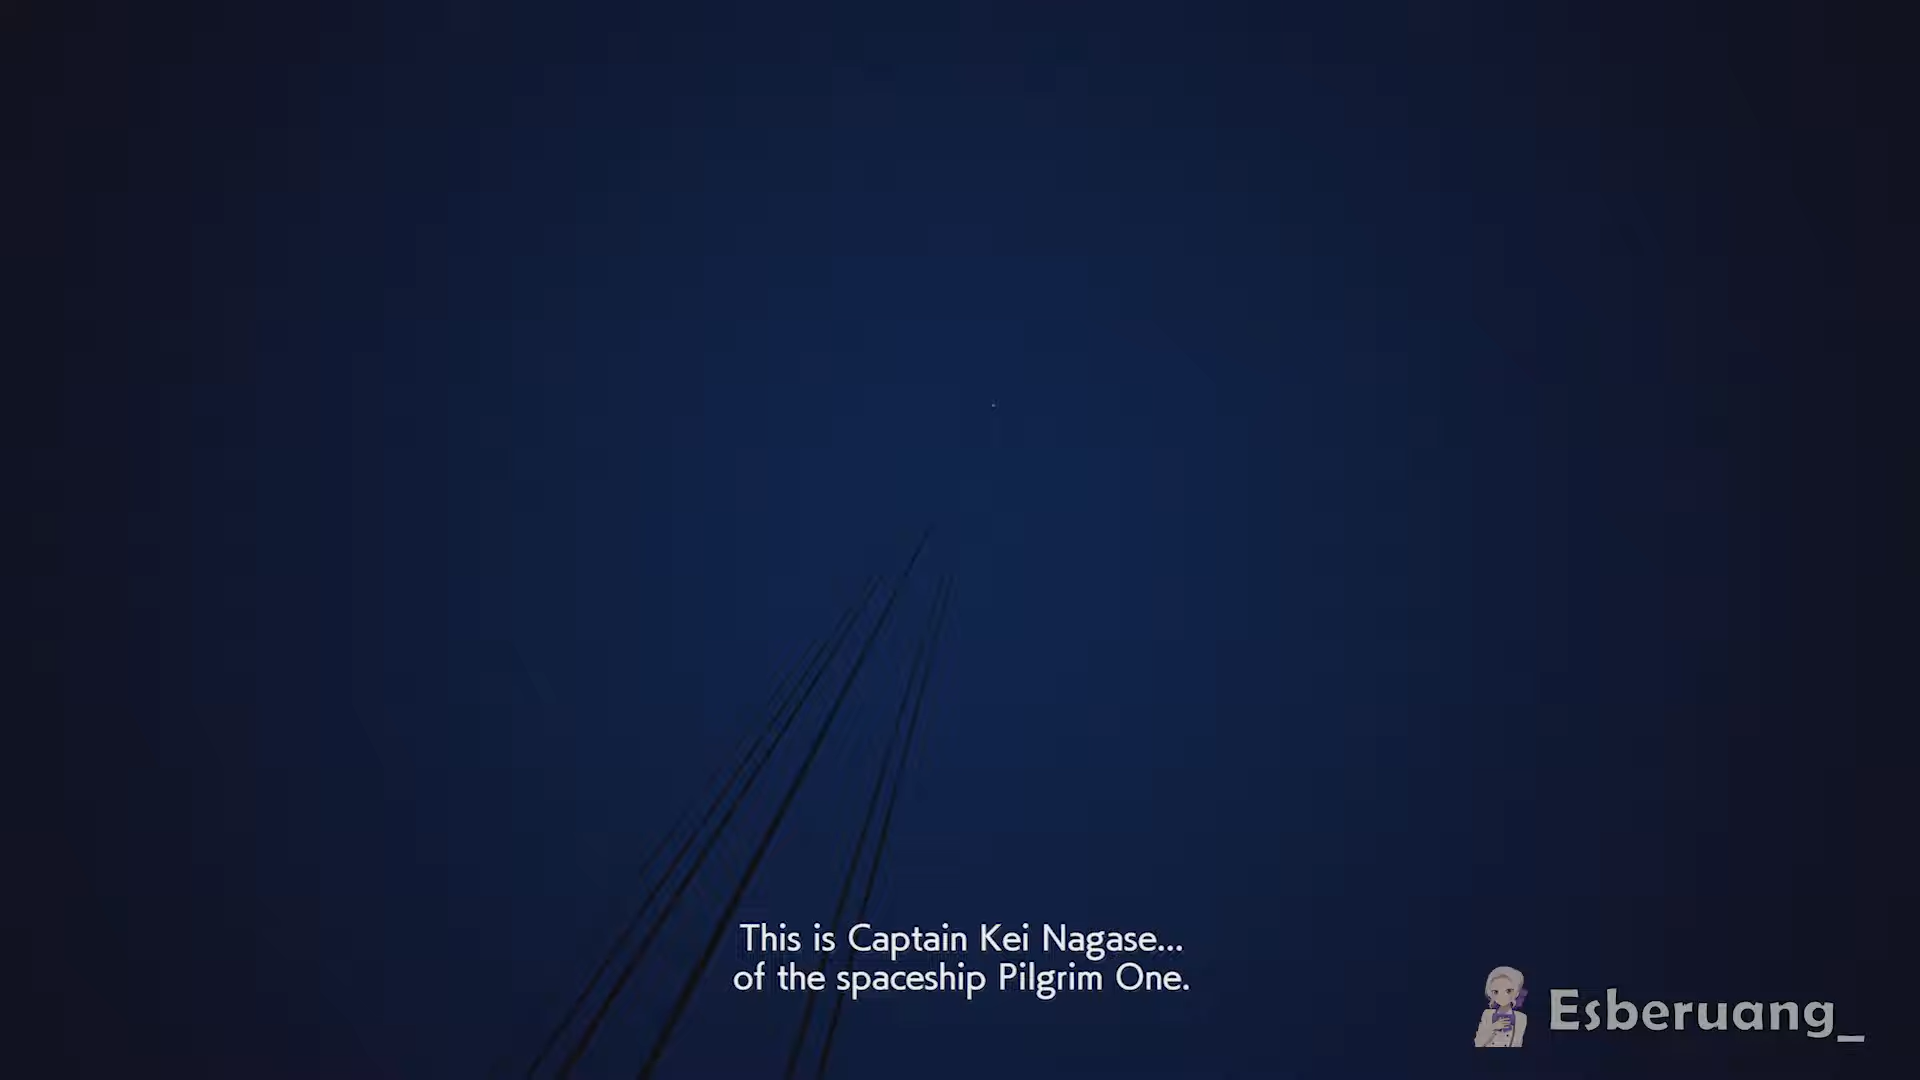 This is Captain Kei Nagase...
of the spaceship Pilgrim One.
Esberuang_